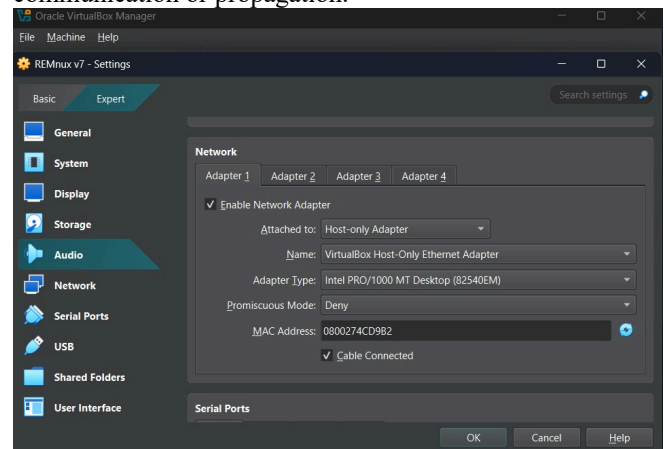 communication or propagation.
Oracle VirtualBox Manager
File Machine Help
REMnux v7 - Settings
Basic Expert Search settings
General
System
Display
Storage
Audio
Network
Serial Ports
USB
Shared Folders
User Interface
Network
Adapter 1 Adapter 2 Adapter 3 Adapter 4
Enable Network Adapter
Attached to: Host-only Adapter
Name: VirtualBox Host-Only Ethernet Adapter
Adapter Type: Intel PRO/1000 MT Desktop (82540EM)
Promiscuous Mode: Deny
MAC Address: 0800274CD9B2
Cable Connected
Serial Ports
OK Cancel Help